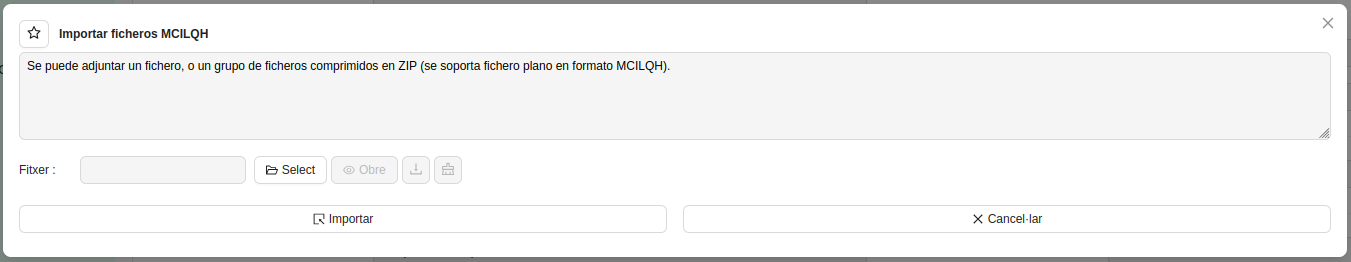 Importar ficheros MCILQH
Se puede adjuntar un fichero, o un grupo de ficheros comprimidos en ZIP (se soporta fichero plano en formato MCILQH).
Fitxer : Select Obre
Importar Cancel·lar